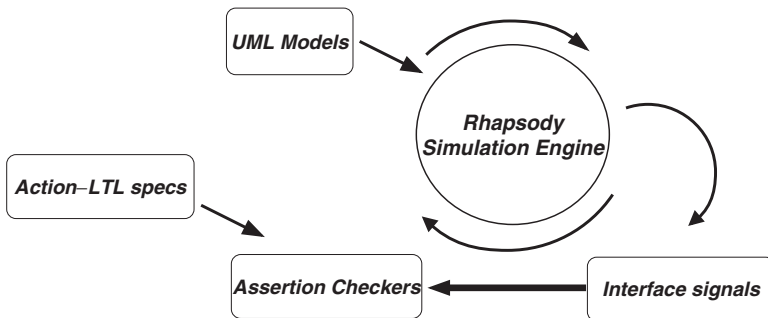 UML Models
Rhapsody
Simulation Engine
Action–LTL specs
Assertion Checkers
Interface signals